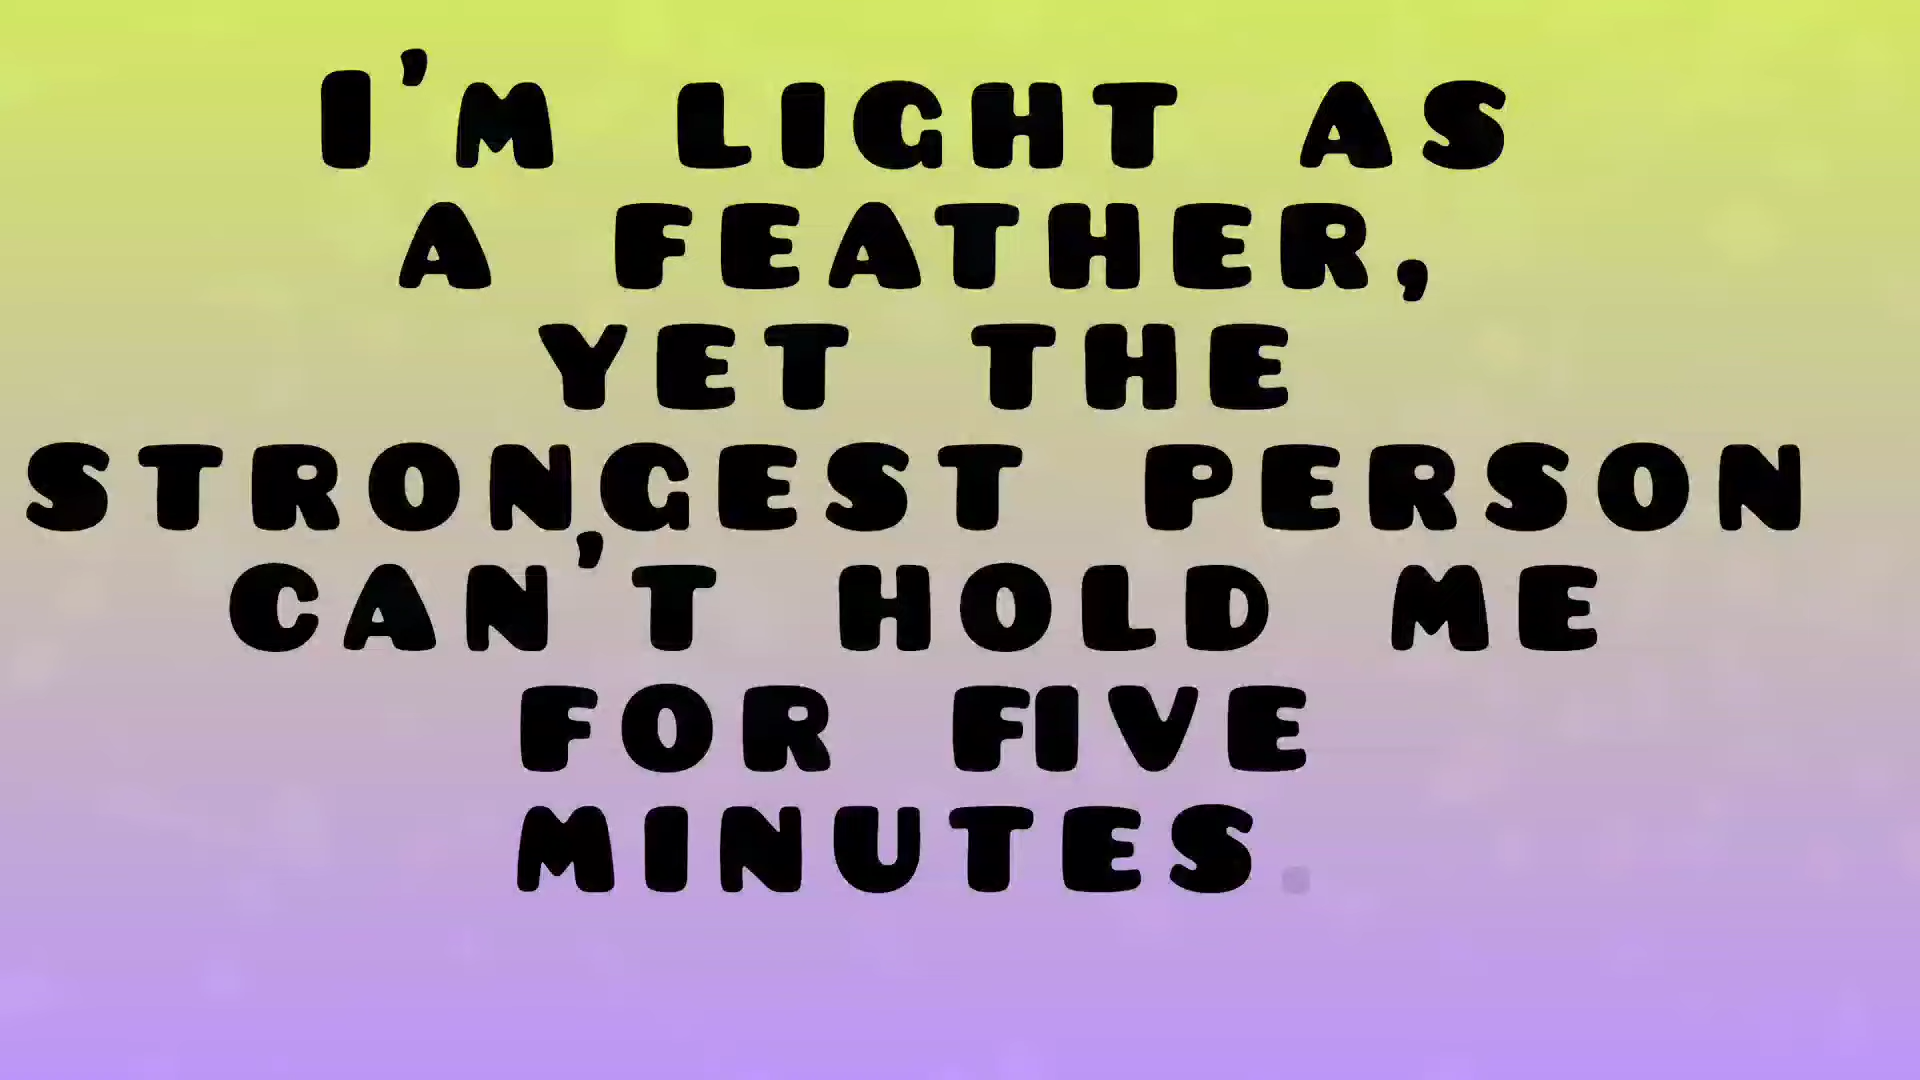 I'M LIGHT AS
A FEATHER,
YET THE
STRONGEST PERSON
CAN'T HOLD ME
FOR FIVE
MINUTES.